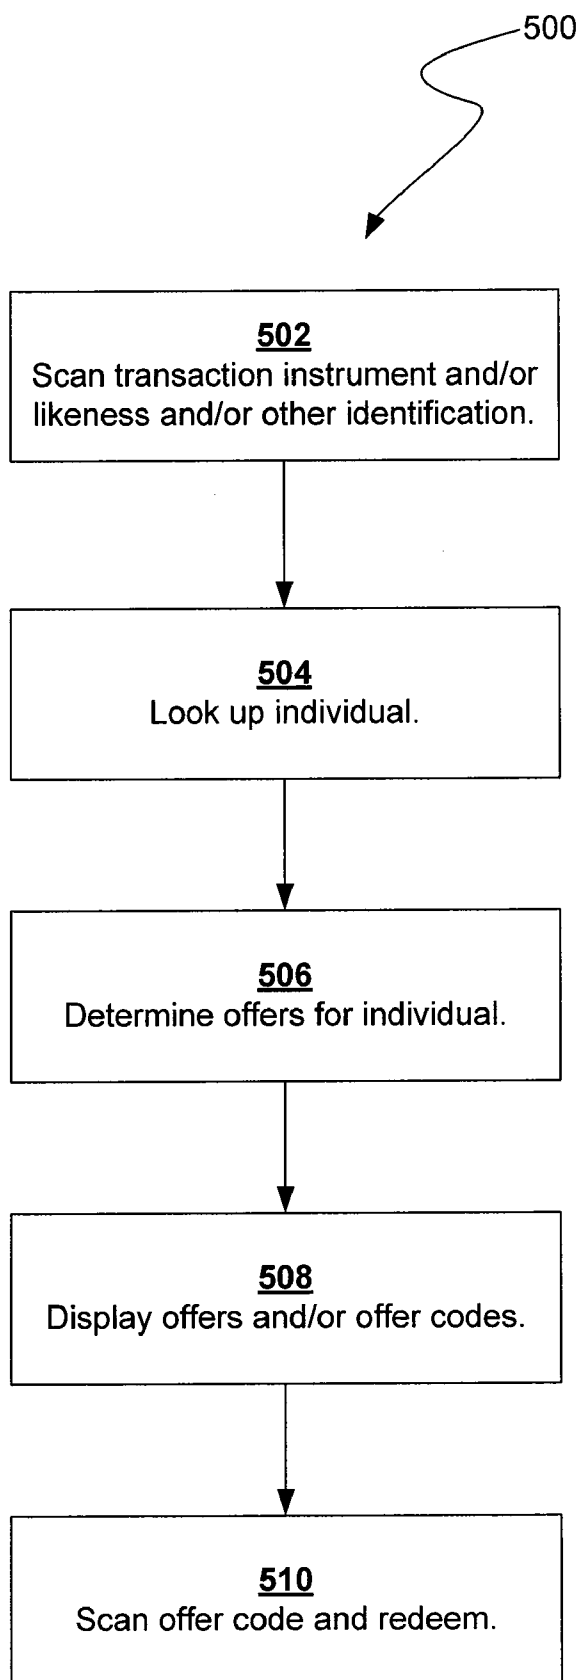 500
502
Scan transaction instrument and/or
likeness and/or other identification.
504
Look up individual.
506
Determine offers for individual.
508
Display offers and/or offer codes.
510
Scan offer code and redeem.